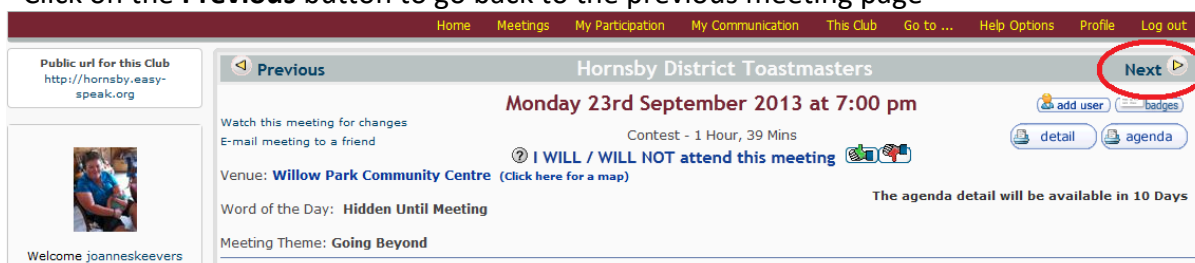 Click on the Previous button to go back to the previous meeting page
Home Meetings My Participation My Communication This Club Go to ... Help Options Profile Log out
Public url for this Club
http://hornsby.easy-
speak.org
Previous Hornsby District Toastmasters Next
Monday 23rd September 2013 at 7:00 pm
add user badges
Watch this meeting for changes
E-mail meeting to a friend
Contest - 1 Hour, 39 Mins
detail agenda
I WILL / WILL NOT attend this meeting
Venue: Willow Park Community Centre (Click here for a map)
The agenda detail will be available in 10 Days
Word of the Day: Hidden Until Meeting
Meeting Theme: Going Beyond
Welcome joanneskeevers